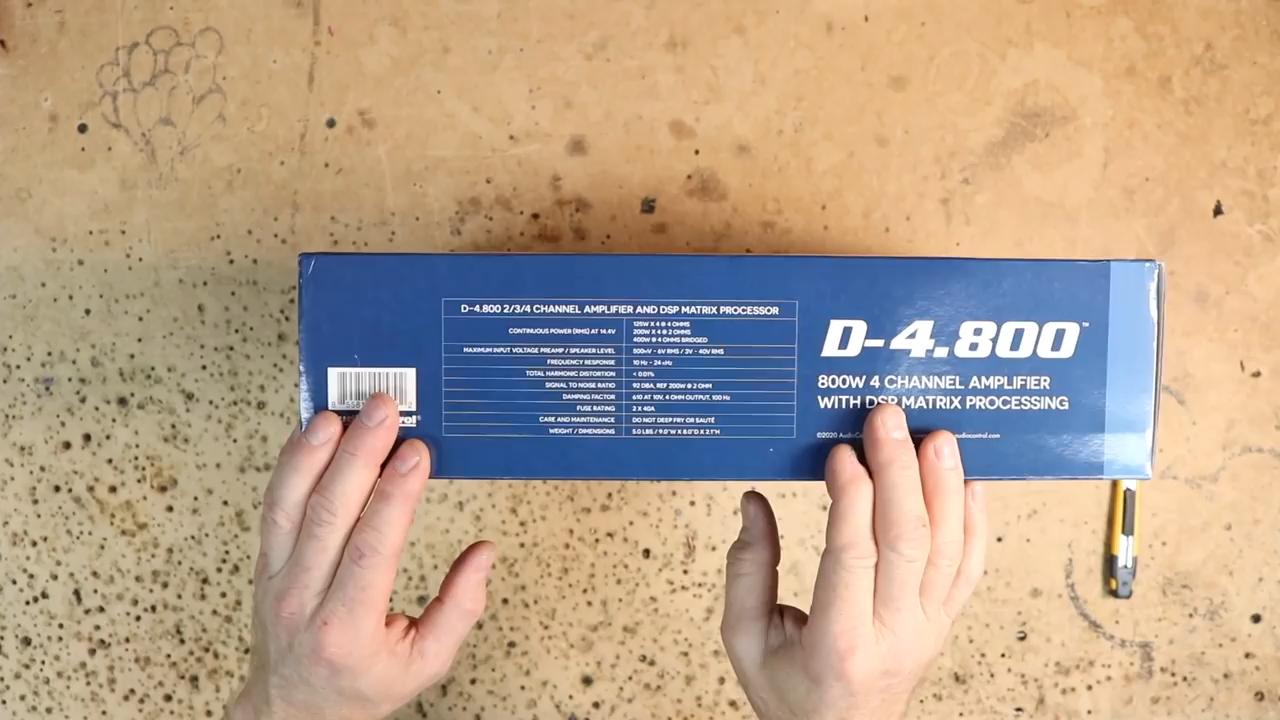 D-4.800 2/3/4 CHANNEL AMPLIFIER AND DSP MATRIX PROCESSOR
CONTINUOUS POWER (RMS) AT 14.4V
125W X 4 @ 4 OHMS
200W X 4 @ 2 OHMS
400W @ 4 OHMS BRIDGED
MAXIMUM INPUT VOLTAGE PREAMP / SPEAKER LEVEL 500mV - 6V RMS / 3V - 40V RMS
FREQUENCY RESPONSE 10 Hz - 24 kHz
TOTAL HARMONIC DISTORTION < 0.01%
SIGNAL TO NOISE RATIO 92 DBA, REF 200W @ 2 OHM
DAMPING FACTOR 610 AT 10V, 4 OHM OUTPUT, 100 Hz
FUSE RATING 2 X 40A
CARE AND MAINTENANCE DO NOT DEEP FRY OR SAUTÉ
WEIGHT / DIMENSIONS 5.0 LBS / 9.0"W X 8.0"D X 2.1"H
D-4.800™
800W 4 CHANNEL AMPLIFIER
WITH DSP MATRIX PROCESSING
©2020 audiocontrol.com